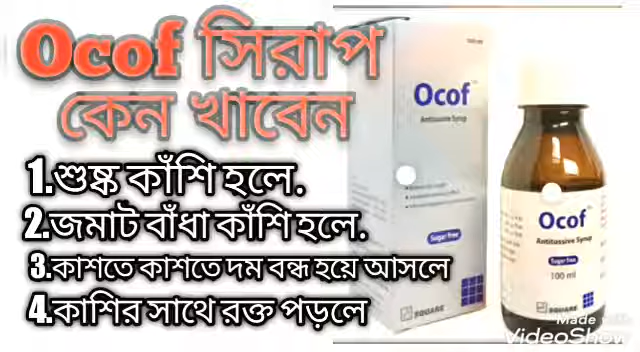 Ocof সিরাপ
কেন খাবেন
1.শুষ্ক কাঁশি হলে.
2.জমাট বাঁধা কাঁশি হলে.
3.কাশতে কাশতে দম বন্ধ হয়ে আসলে
4.কাশির সাথে রক্ত পড়লে
Ocof
Antitussive Syrup
Sugar Free
SQUARE
Ocof
Antitussive Syrup
Sugar Free
100 ml
SQUARE
Made with
VideoShow